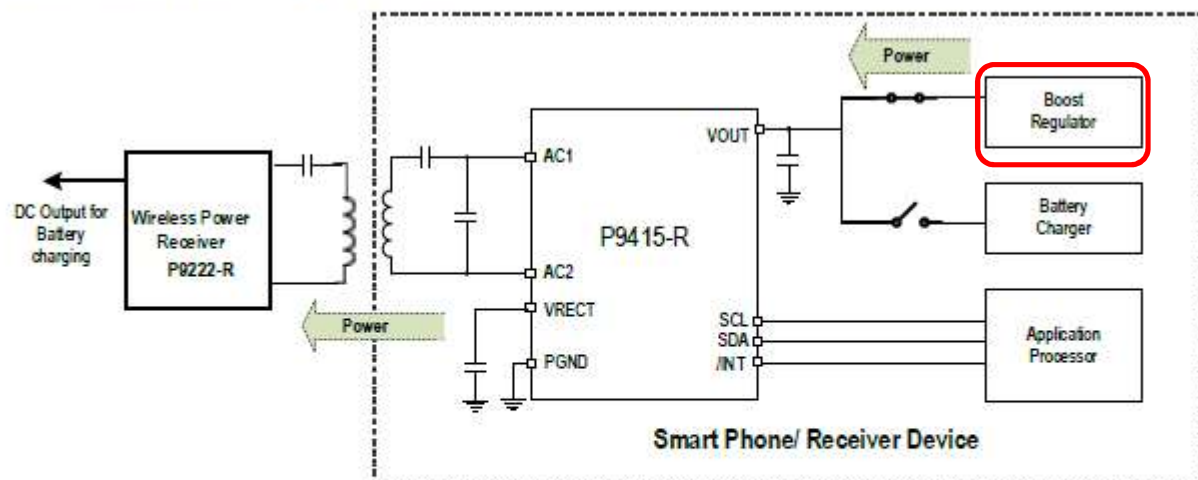 Power
Boost
Regulator
VOUT
AC1
DC Output for
Battery
charging
Wireless Power
Receiver
P9222-R
P9415-R
Battery
Charger
AC2
VRECT
Power
SCL
SDA
/INT
Application
Processor
PGND
Smart Phone/ Receiver Device